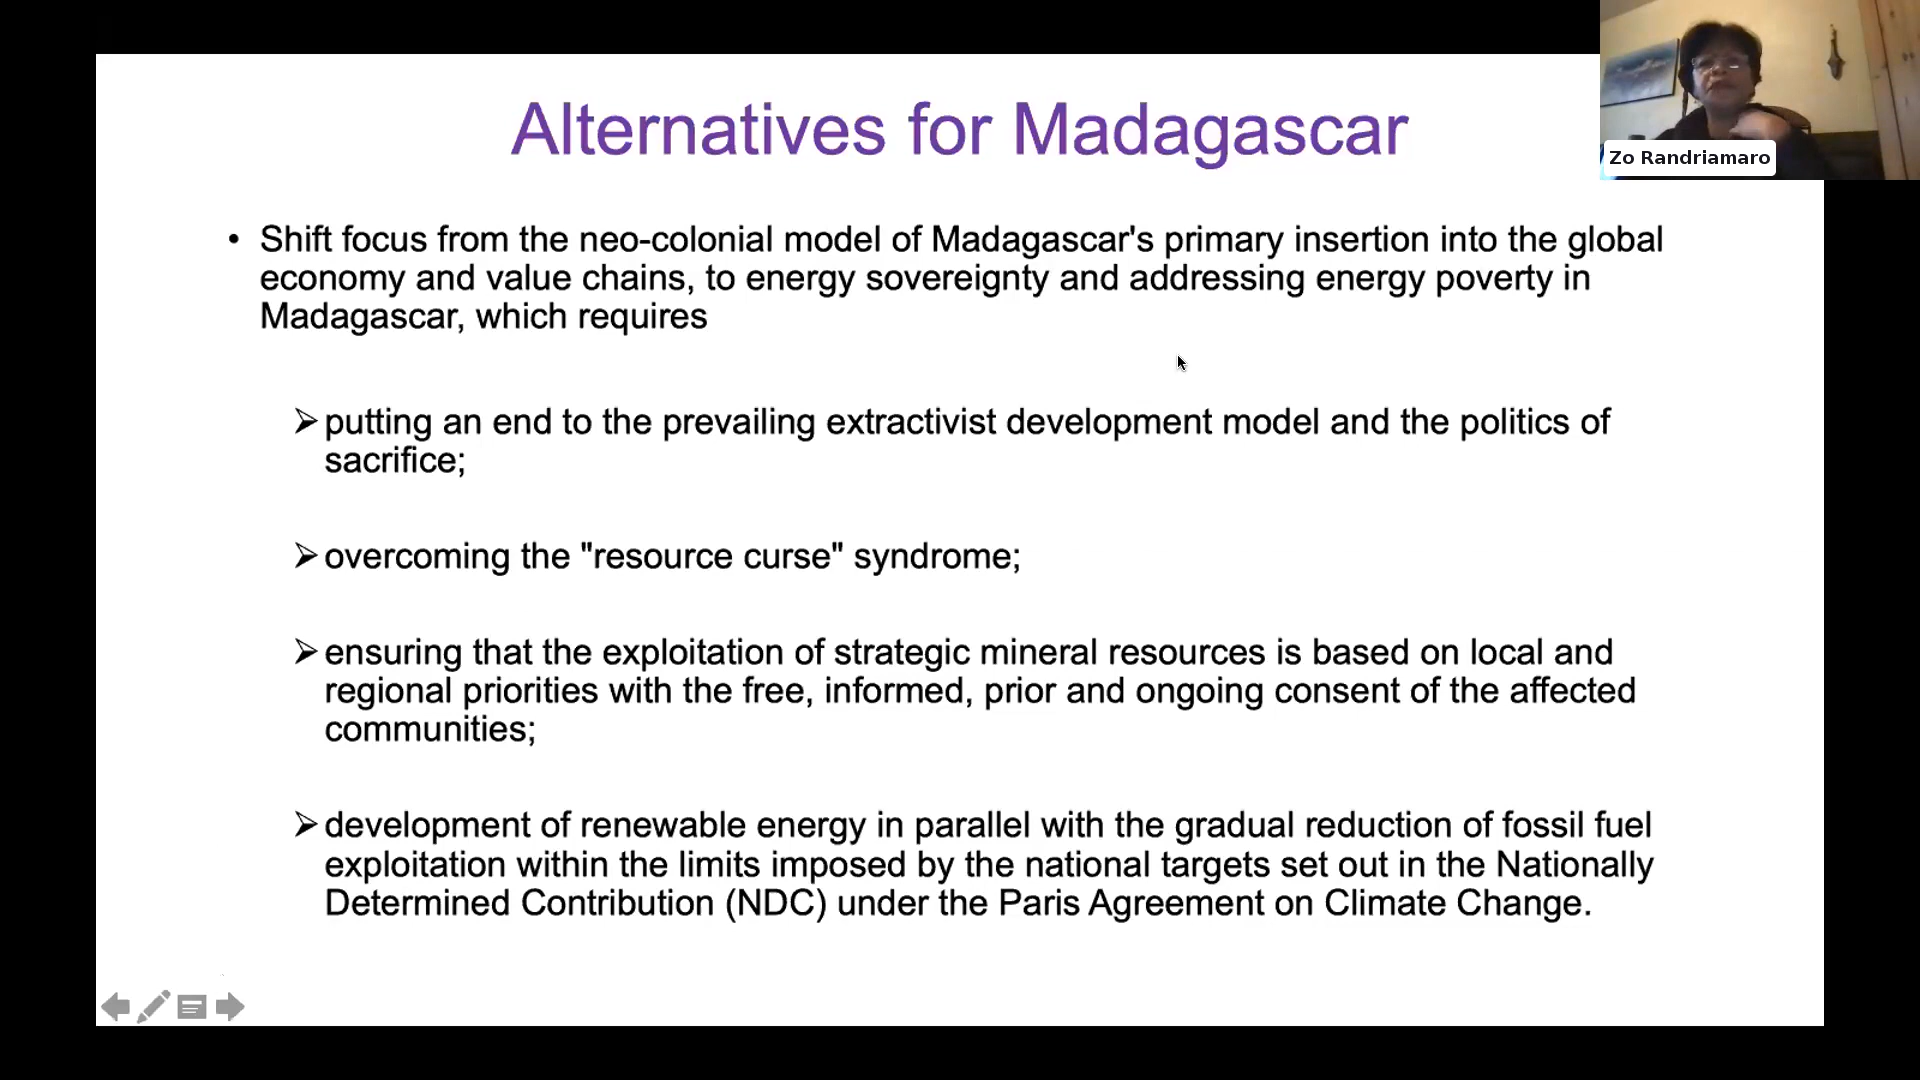 Alternatives for Madagascar
Zo Randriamaro
• Shift focus from the neo-colonial model of Madagascar's primary insertion into the global
economy and value chains, to energy sovereignty and addressing energy poverty in
Madagascar, which requires
➢ putting an end to the prevailing extractivist development model and the politics of
sacrifice;
➢ overcoming the "resource curse" syndrome;
➢ ensuring that the exploitation of strategic mineral resources is based on local and
regional priorities with the free, informed, prior and ongoing consent of the affected
communities;
➢ development of renewable energy in parallel with the gradual reduction of fossil fuel
exploitation within the limits imposed by the national targets set out in the Nationally
Determined Contribution (NDC) under the Paris Agreement on Climate Change.